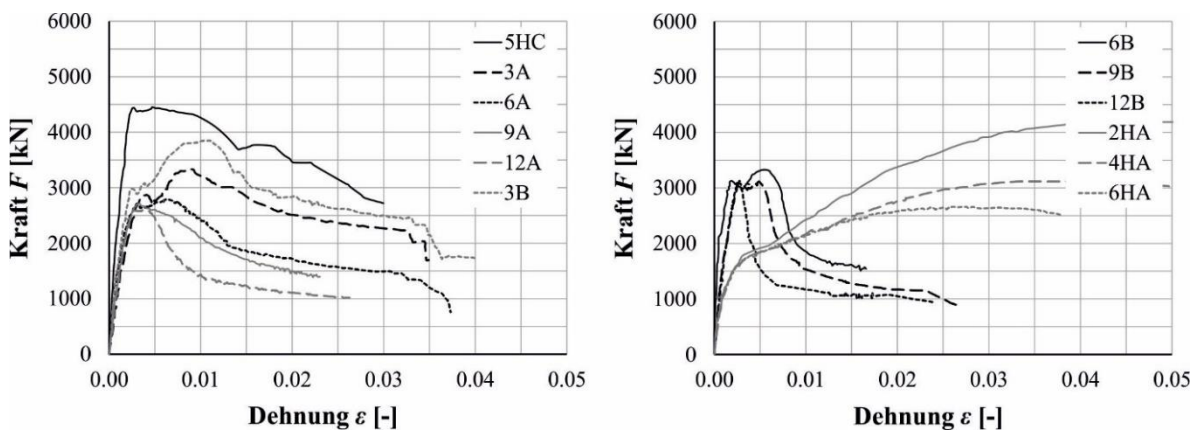 6000
5000
4000
3000
2000
1000
0
Kraft F [kN]
5HC
3A
6A
9A
12A
3B
0.00 0.01 0.02 0.03 0.04 0.05
Dehnung ε [-]
6000
5000
4000
3000
2000
1000
0
Kraft F [kN]
6B
9B
12B
2HA
4HA
6HA
0.00 0.01 0.02 0.03 0.04 0.05
Dehnung ε [-]